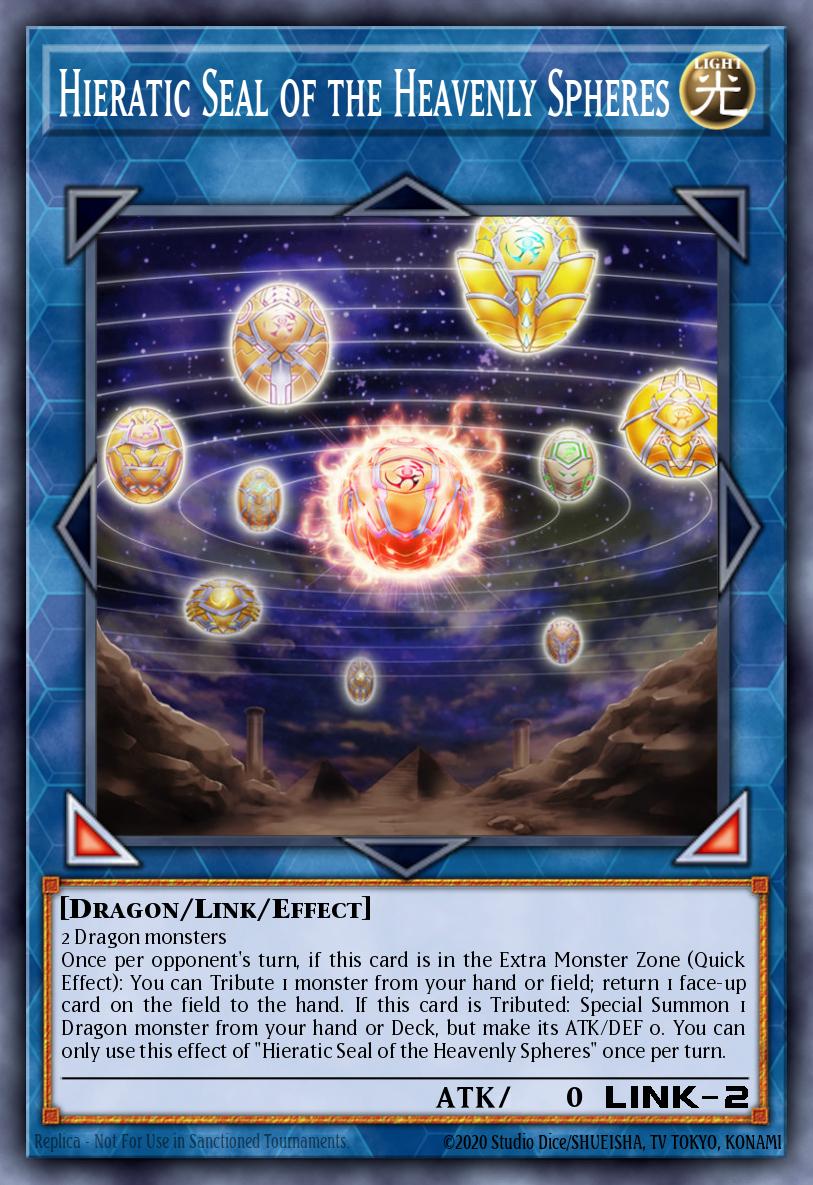 Hieratic Seal of the Heavenly Spheres
LIGHT
光
[Dragon/Link/Effect]
2 Dragon monsters
Once per opponent's turn, if this card is in the Extra Monster Zone (Quick
Effect): You can Tribute 1 monster from your hand or field; return 1 face-up
card on the field to the hand. If this card is Tributed: Special Summon 1
Dragon monster from your hand or Deck, but make its ATK/DEF 0. You can
only use this effect of "Hieratic Seal of the Heavenly Spheres" once per turn.
ATK/ 0 LINK-2
Replica - Not For Use in Sanctioned Tournaments. ©2020 Studio Dice/SHUEISHA, TV TOKYO, KONAMI